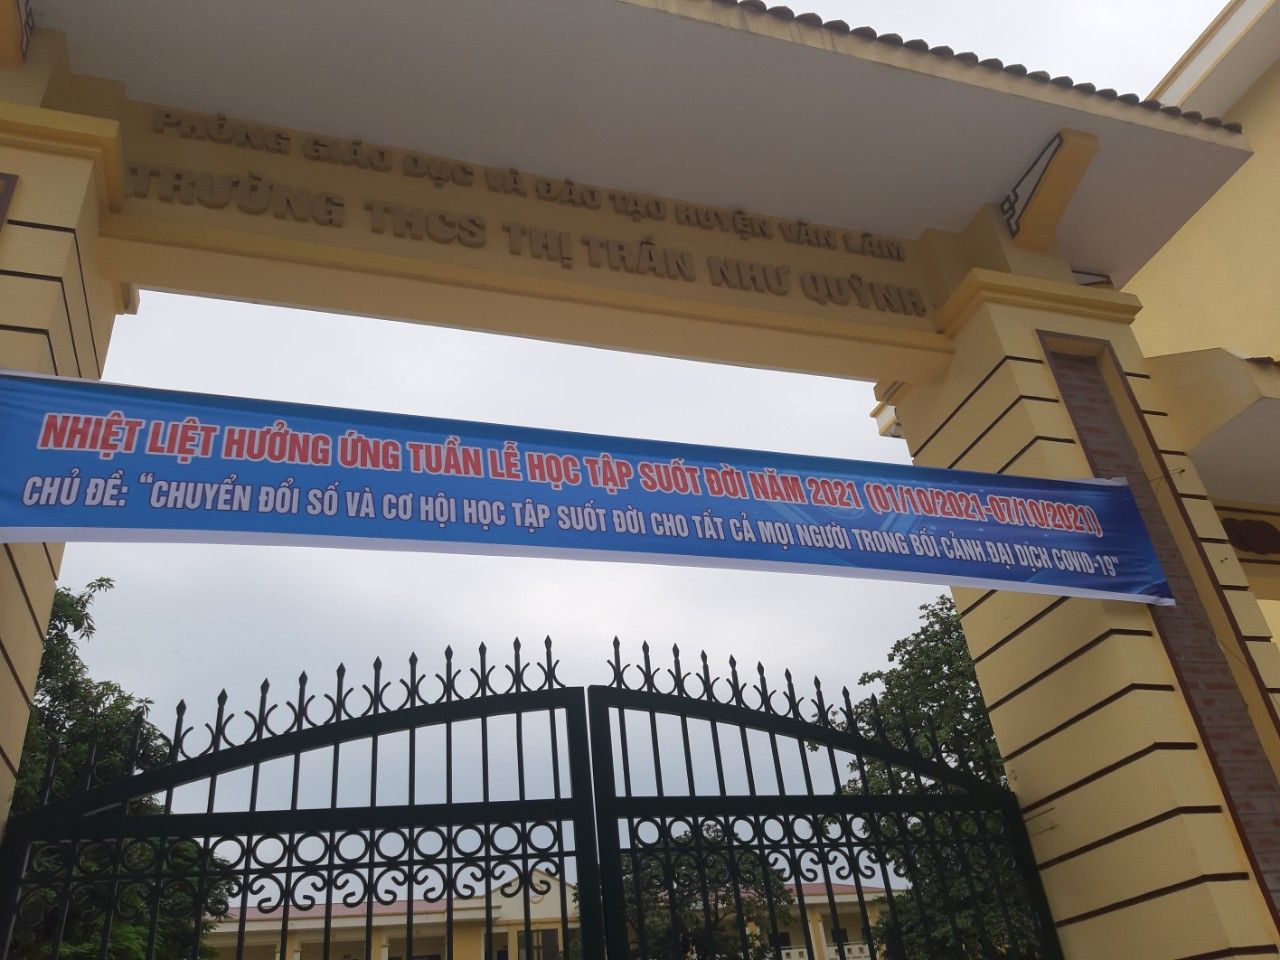 PHÒNG GIÁO DỤC VÀ ĐÀO TẠO HUYỆN VĂN LÂM
TRƯỜNG THCS THỊ TRẤN NHƯ QUỲNH
NHIỆT LIỆT HƯỞNG ỨNG TUẦN LỄ HỌC TẬP SUỐT ĐỜI NĂM 2021 (01/10/2021-07/10/2021)
CHỦ ĐỀ: "CHUYỂN ĐỔI SỐ VÀ CƠ HỘI HỌC TẬP SUỐT ĐỜI CHO TẤT CẢ MỌI NGƯỜI TRONG BỐI CẢNH ĐẠI DỊCH COVID-19"